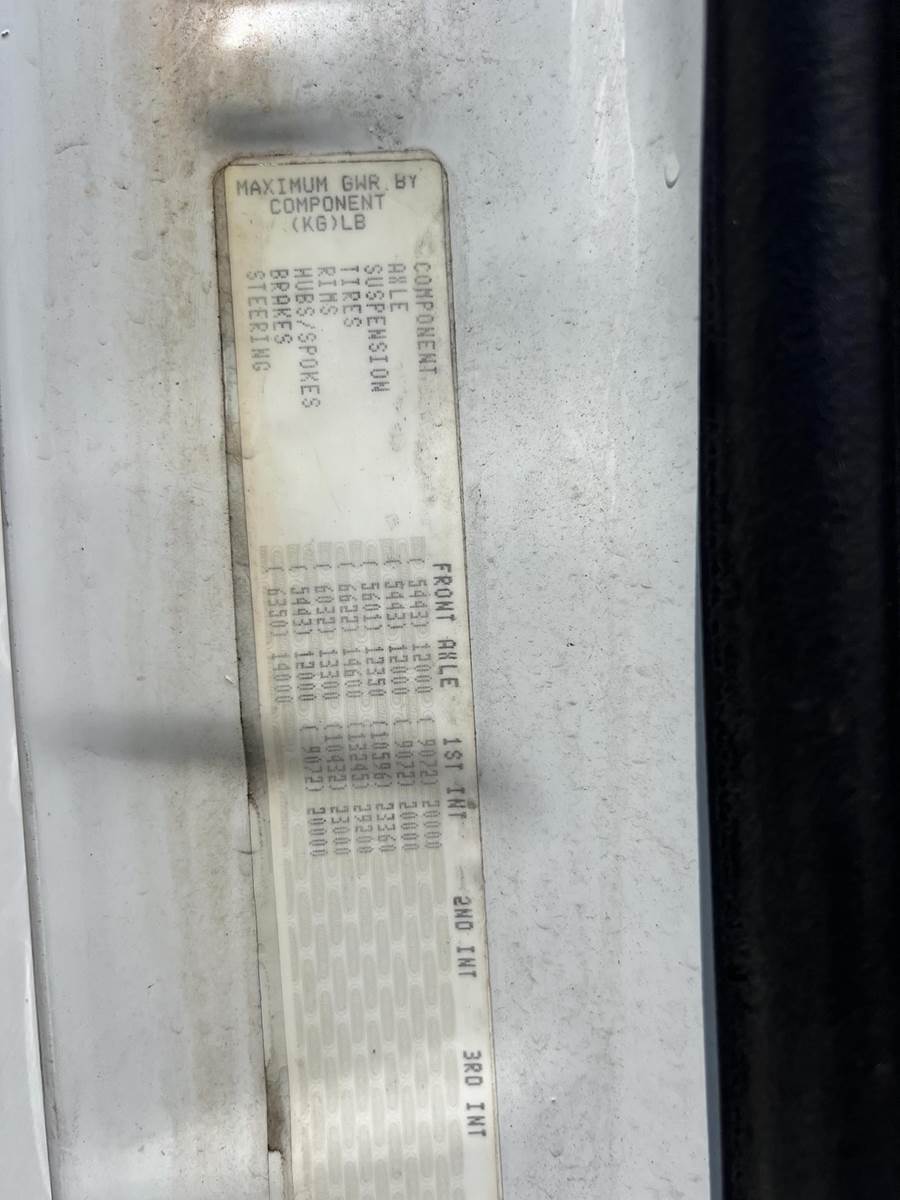 MAXIMUM GWR BY
COMPONENT
(KG)LB
COMPONENT FRONT AXLE 1ST INT 2ND INT 3RD INT
AXLE ( 5443) 12000 ( 9072) 20000
SUSPENSION ( 5443) 12000 ( 9072) 20000
TIRES ( 5601) 12350 (10596) 23360
RIMS ( 6622) 14600 (13245) 29200
HUBS/SPOKES ( 6032) 13300 (10432) 23000
BRAKES ( 5443) 12000 ( 9072) 20000
STEERING ( 6350) 14000